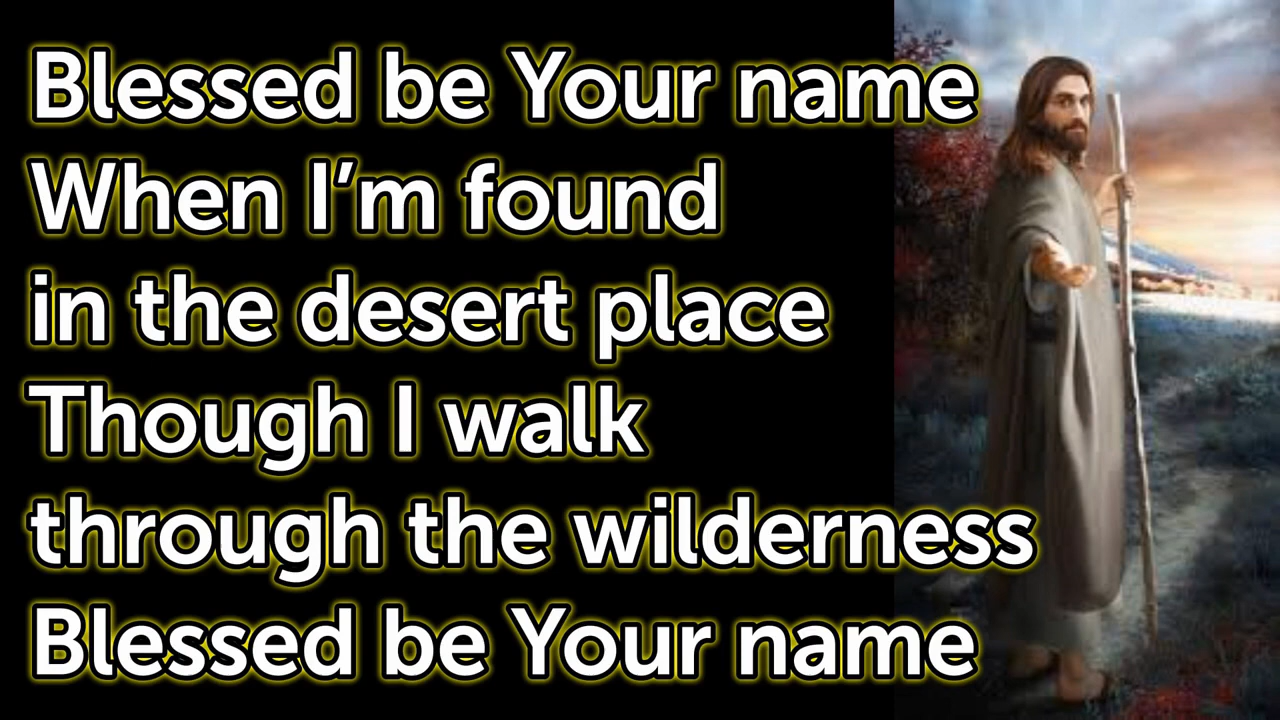 Blessed be Your name
When I’m found
in the desert place
Though I walk
through the wilderness
Blessed be Your name